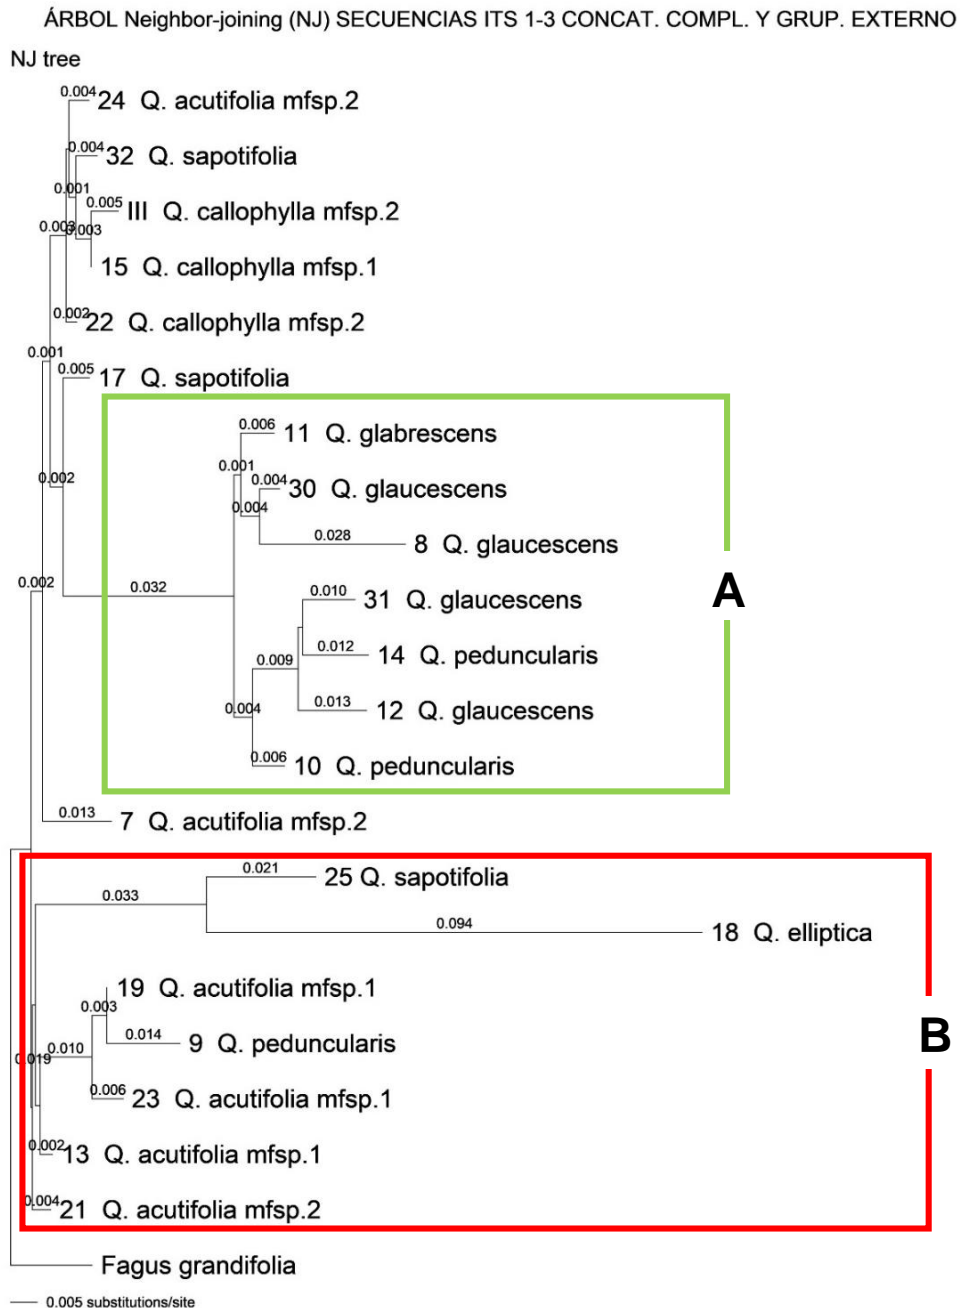 ÁRBOL Neighbor-joining (NJ) SECUENCIAS ITS 1-3 CONCAT. COMPL. Y GRUP. EXTERNO
NJ tree
0.004
24 Q. acutifolia mfsp.2
0.004
32 Q. sapotifolia
0.001
0.005
III Q. callophylla mfsp.2
0.003
0.003
15 Q. callophylla mfsp.1
0.002
22 Q. callophylla mfsp.2
0.001
0.005
17 Q. sapotifolia
0.006
11 Q. glabrescens
0.001
0.002
0.004
30 Q. glaucescens
0.004
0.028
8 Q. glaucescens
0.002
0.032
0.010
31 Q. glaucescens
A
0.012
14 Q. peduncularis
0.009
0.004
0.013
12 Q. glaucescens
0.006
10 Q. peduncularis
0.013
7 Q. acutifolia mfsp.2
0.021
25 Q. sapotifolia
0.033
0.094
18 Q. elliptica
19 Q. acutifolia mfsp.1
0.003
0.014
9 Q. peduncularis
B
0.019
0.010
0.006
23 Q. acutifolia mfsp.1
0.002
13 Q. acutifolia mfsp.1
0.004
21 Q. acutifolia mfsp.2
Fagus grandifolia
0.005 substitutions/site